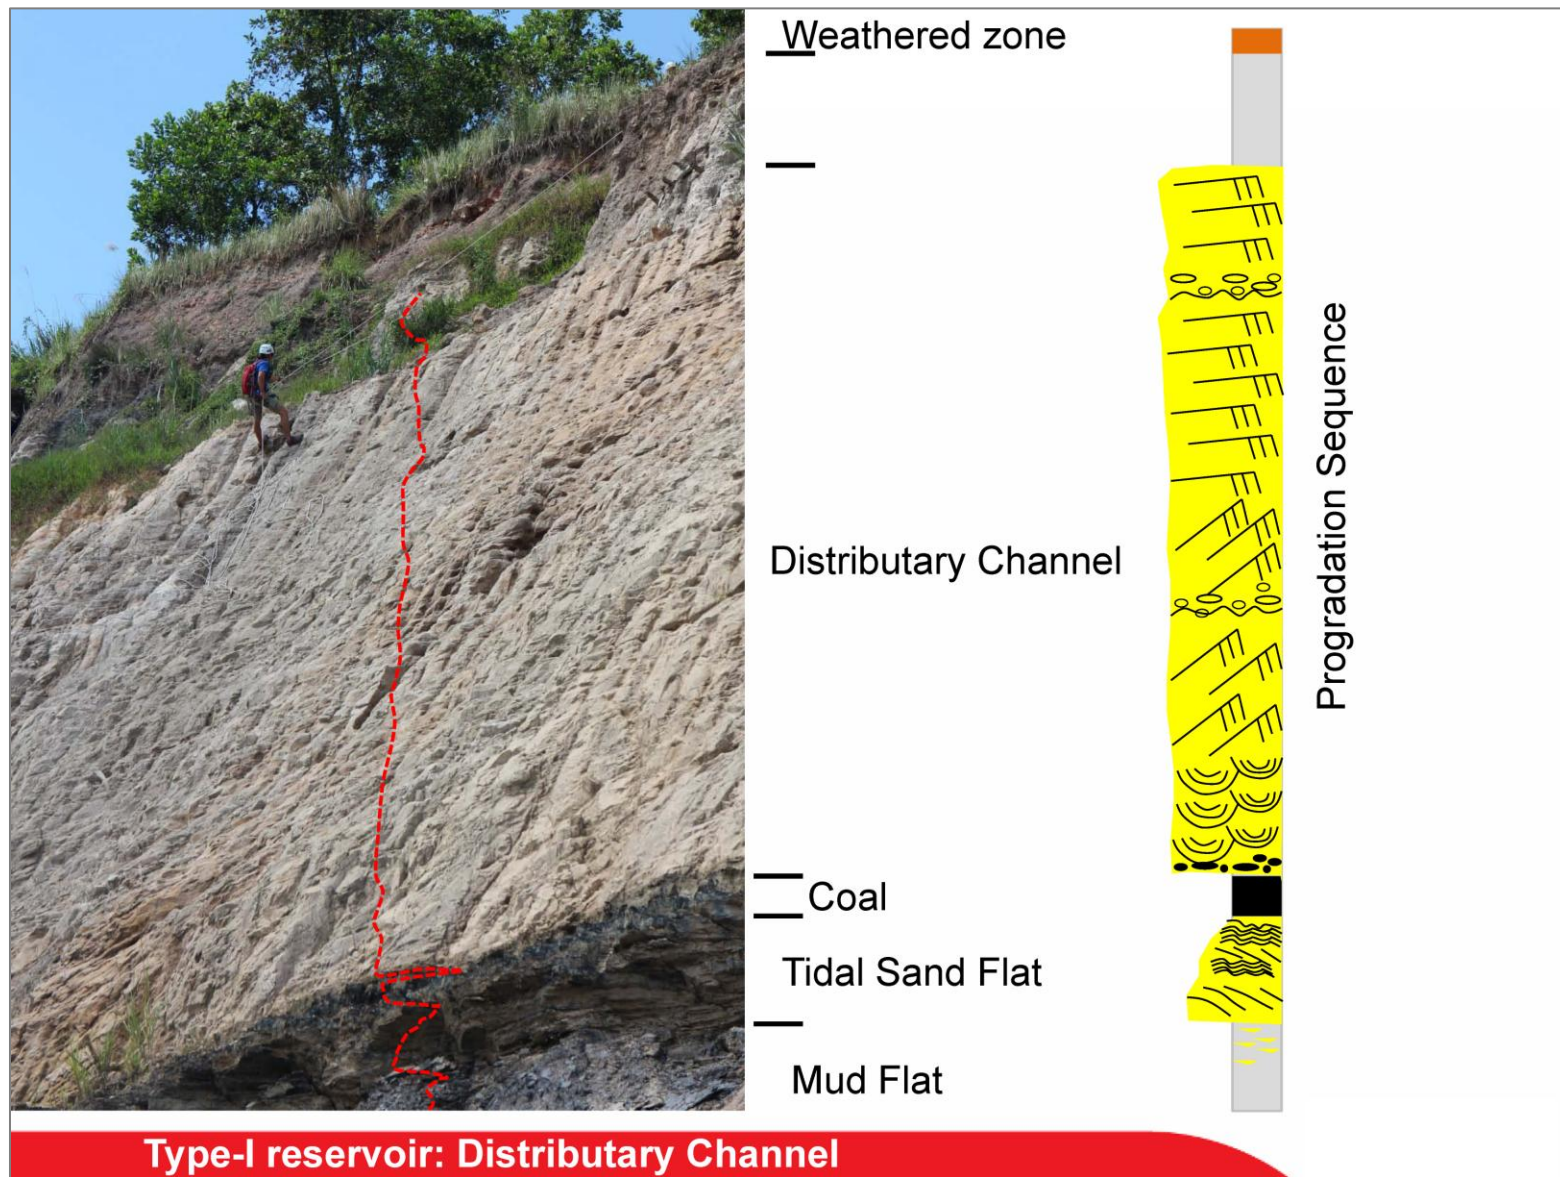 Weathered zone
Distributary Channel
Progradation Sequence
Coal
Tidal Sand Flat
Mud Flat
Type-I reservoir: Distributary Channel